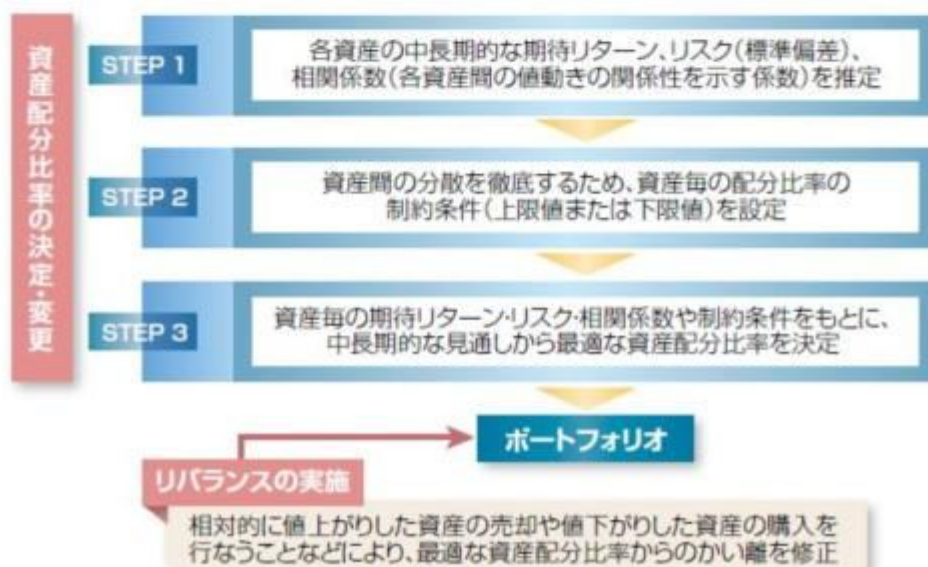 資産配分比率の決定・変更
STEP 1
各資産の中長期的な期待リターン、リスク(標準偏差)、
相関係数(各資産間の値動きの関係性を示す係数)を推定
STEP 2
資産間の分散を徹底するため、資産毎の配分比率の
制約条件(上限値または下限値)を設定
STEP 3
資産毎の期待リターン・リスク・相関係数や制約条件をもとに、
中長期的な見通しから最適な資産配分比率を決定
ポートフォリオ
リバランスの実施
相対的に値上がりした資産の売却や値下がりした資産の購入を
行なうことなどにより、最適な資産配分比率からのかい離を修正